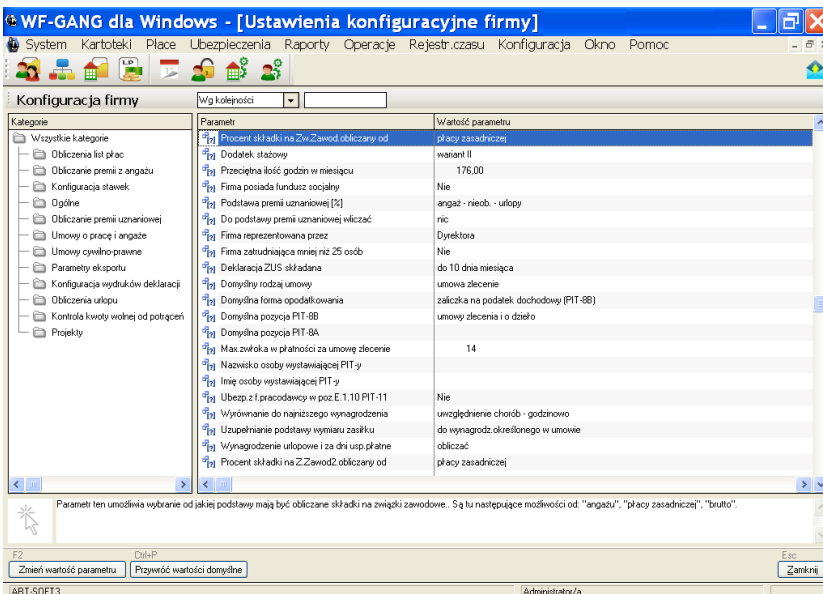 WF-GANG dla Windows - [Ustawienia konfiguracyjne firmy]
System Kartoteki Płace Ubezpieczenia Raporty Operacje Rejestr.czasu Konfiguracja Okno Pomoc
LP
Konfiguracja firmy Wg kolejności
Kategorie Parametr Wartość parametru
Wszystkie kategorie Procent składki na Zw.Zawod.obliczany od płacy zasadniczej
Obliczenia list płac Dodatek stażowy wariant II
Obliczanie premii z angażu Przeciętna ilość godzin w miesiącu 176,00
Konfiguracja stawek Firma posiada fundusz socjalny Nie
Ogólne Podstawa premii uznaniowej [%] angaż - nieob. - urlopy
Obliczanie premii uznaniowej Do podstawy premii uznaniowej wliczać nic
Umowy o pracę i angaże Firma reprezentowana przez Dyrektora
Umowy cywilno-prawne Firma zatrudniająca mniej niż 25 osób Nie
Parametry eksportu Deklaracja ZUS składana do 10 dnia miesiąca
Konfiguracja wydruków deklaracji Domyślny rodzaj umowy umowa zlecenie
Obliczenia urlopu Domyślna forma opodatkowania zaliczka na podatek dochodowy (PIT-8B)
Kontrola kwoty wolnej od potrąceń Domyślna pozycja PIT-8B umowy zlecenia i o dzieło
Projekty Domyślna pozycja PIT-8A
Max.zwłoka w płatności za umowę zlecenie 14
Nazwisko osoby wystawiającej PIT-y
Imię osoby wystawiającej PIT-y
Ubezp.z f.pracodawcy w poz.E.1.10 PIT-11 Nie
Wyrównanie do najniższego wynagrodzenia uwzględnienie chorób - godzinowo
Uzupełnianie podstawy wymiaru zasiłku do wynagrodz.określonego w umowie
Wynagrodzenie urlopowe i za dni usp.płatne obliczać
Procent składki na Z.Zawod2.obliczany od płacy zasadniczej
Parametr ten umożliwia wybranie od jakiej podstawy mają być obliczane składki na związki zawodowe.. Są tu następujące możliwości od: "angażu", "płacy zasadniczej", "brutto".
F2 Ctrl+P Esc
Zmień wartość parametru Przywróć wartości domyślne Zamknij
ART-SOFT3 Administrator/a